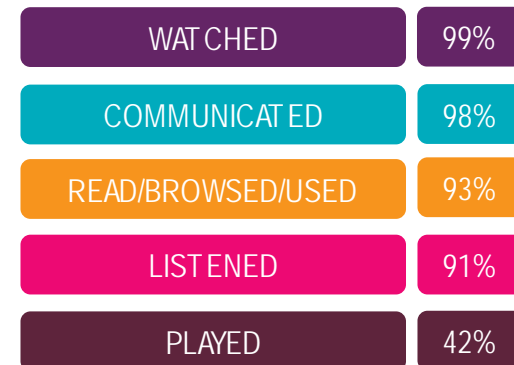 WATCHED 99%
COMMUNICATED 98%
READ/BROWSED/USED 93%
LISTENED 91%
PLAYED 42%